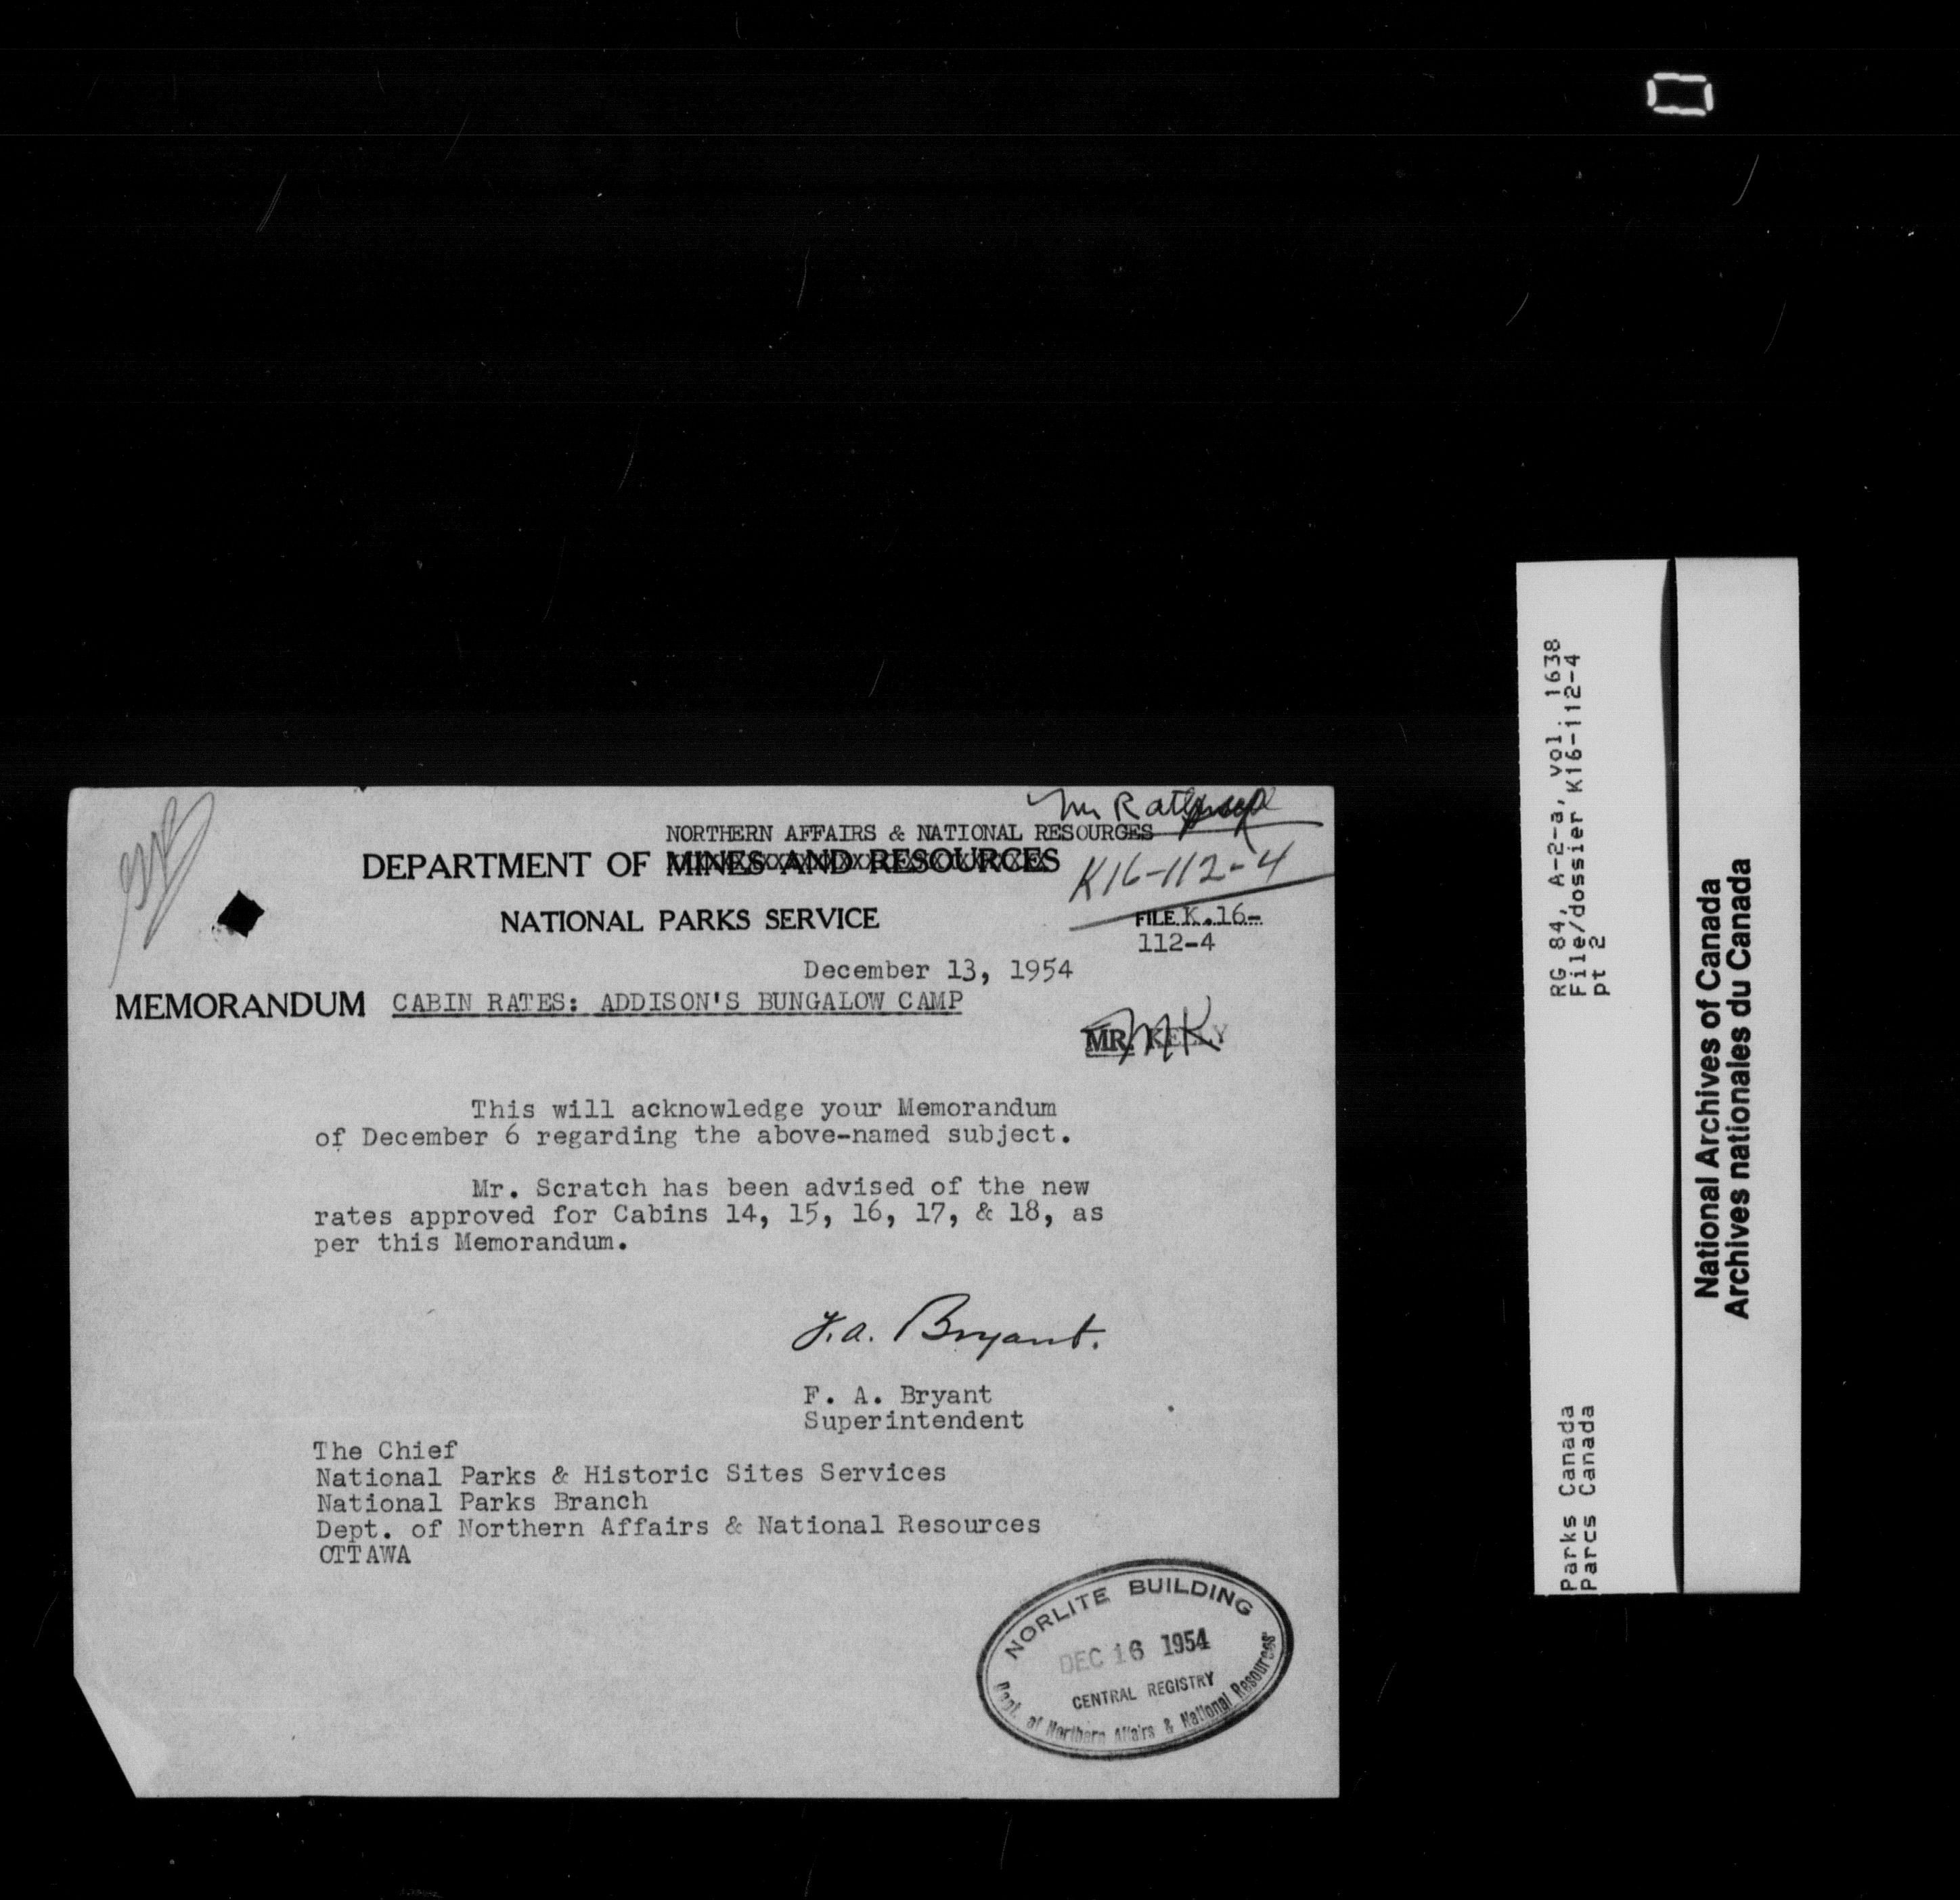 NORTHERN AFFAIRS & NATIONAL RESOURCES
DEPARTMENT OF MINES AND RESOURCES
K16-112-4
NATIONAL PARKS SERVICE
FILE K.16-
112-4
December 13, 1954
MEMORANDUM CABIN RATES: ADDISON'S BUNGALOW CAMP
MR. KELLY
This will acknowledge your Memorandum
of December 6 regarding the above-named subject.
Mr. Scratch has been advised of the new
rates approved for Cabins 14, 15, 16, 17, & 18, as
per this Memorandum.
F. A. Bryant.
F. A. Bryant
Superintendent
The Chief
National Parks & Historic Sites Services
National Parks Branch
Dept. of Northern Affairs & National Resources
OTTAWA
NORLITE BUILDING
DEC 16 1954
CENTRAL REGISTRY
Dept. of Northern Affairs & National Resources
RG 84, A-2-a, vol. 1638
File/dossier K16-112-4
pt 2
Parks Canada
Parcs Canada
National Archives of Canada
Archives nationales du Canada